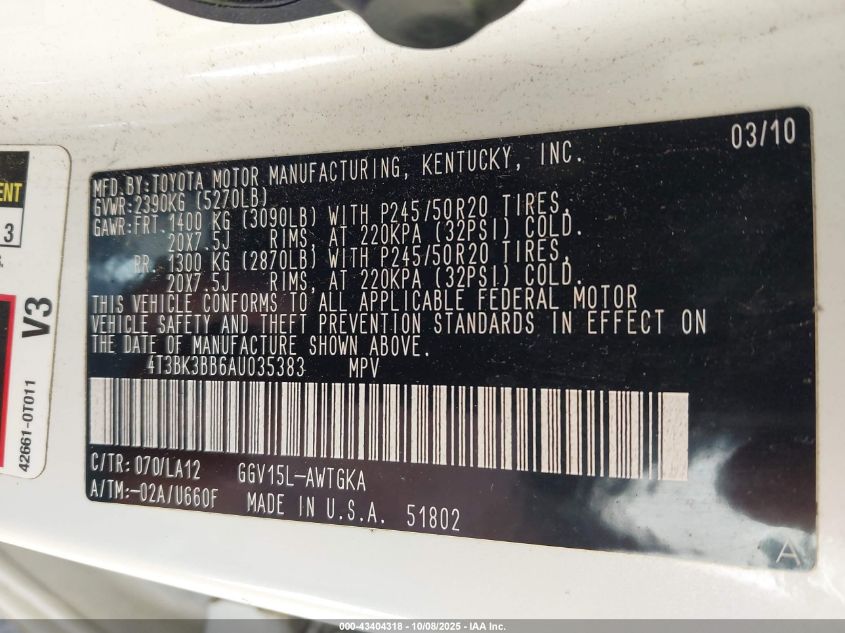 03/10
MFD. BY: TOYOTA MOTOR MANUFACTURING, KENTUCKY, INC.
GVWR: 2390KG (5270LB)
GAWR: FRT. 1400 KG (3090LB) WITH P245/50R20 TIRES,
20X7.5J RIMS, AT 220KPA (32PSI) COLD.
RR. 1300 KG (2870LB) WITH P245/50R20 TIRES,
20X7.5J RIMS, AT 220KPA (32PSI) COLD.
THIS VEHICLE CONFORMS TO ALL APPLICABLE FEDERAL MOTOR
VEHICLE SAFETY AND THEFT PREVENTION STANDARDS IN EFFECT ON
THE DATE OF MANUFACTURE SHOWN ABOVE.
4T3BK3BB6AU035383 MPV
C/TR: 070/LA12 GGV15L-AWTGKA
A/TM:-02A/U660F MADE IN U.S.A. 51802
A
3
V3
42661-0T011
000-43404318 - 10/08/2025 - IAA Inc.